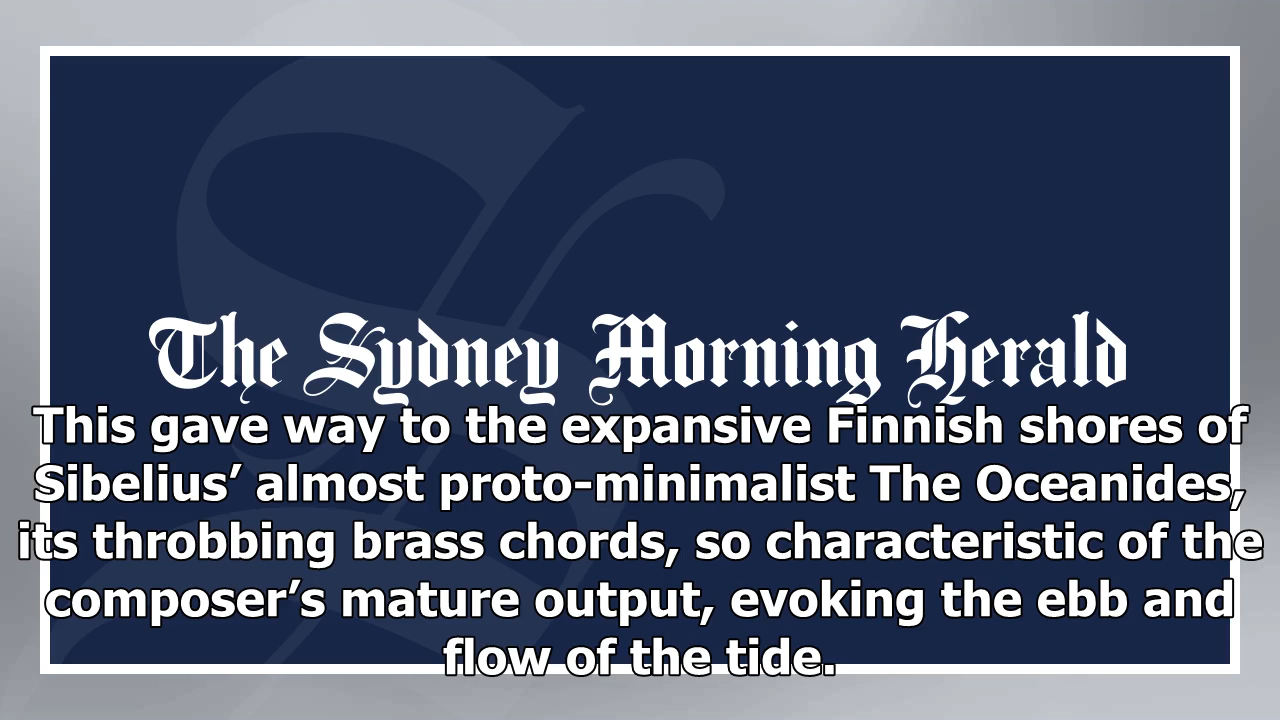 The Sydney Morning Herald
This gave way to the expansive Finnish shores of
Sibelius’ almost proto-minimalist The Oceanides,
its throbbing brass chords, so characteristic of the
composer’s mature output, evoking the ebb and
flow of the tide.